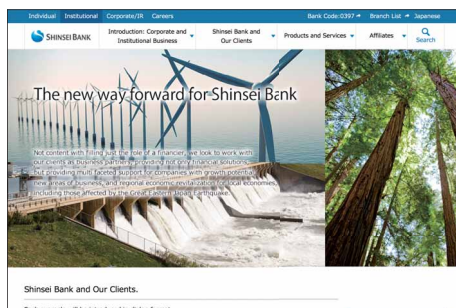 Individual Institutional Corporate/IR Careers Bank Code:0397 Branch List Japanese
SHINSEI BANK
Introduction: Corporate and
Institutional Business
Shinsei Bank and
Our Clients
Products and Services
Affiliates
Search
The new way forward for Shinsei Bank
Not content with filling just the role of a financier, we look to work with
our clients as business partners, providing not only financial solutions,
but providing multi faceted support for companies with growth potential,
new areas of business, and regional economic revitalization for local economies,
including those affected by the Great Eastern Japan Earthquake.
Shinsei Bank and Our Clients.